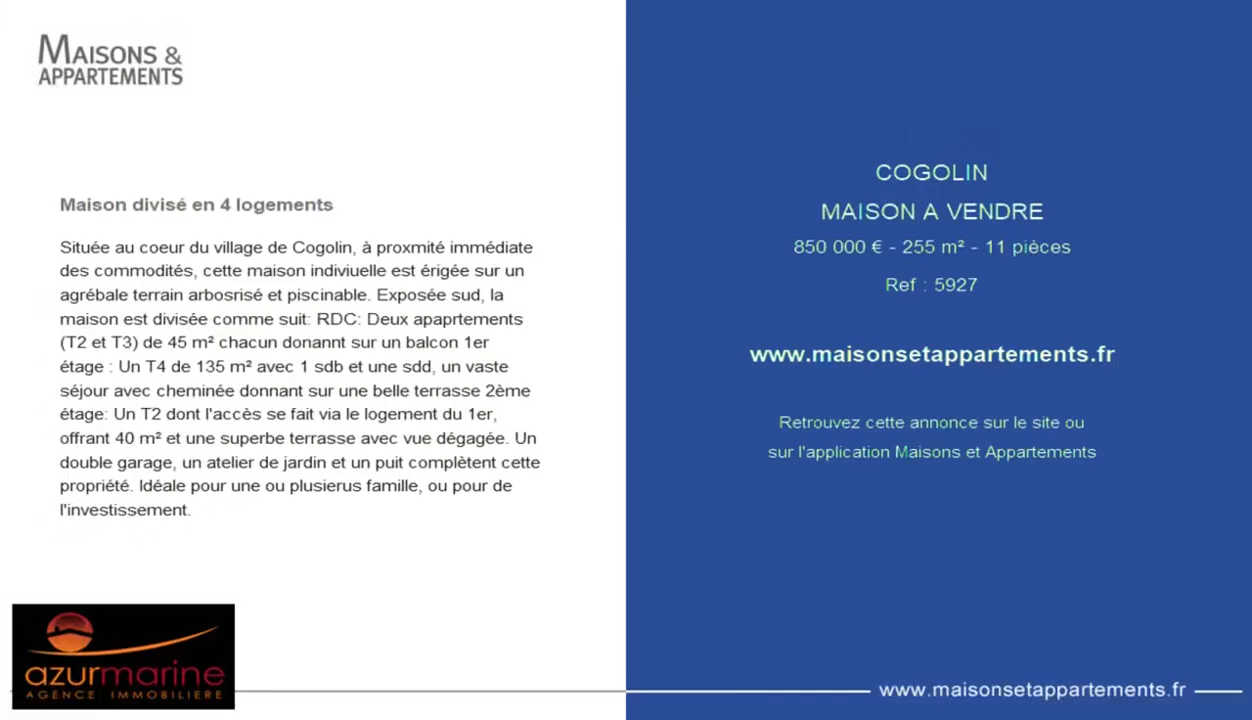 MAISONS &
APPARTEMENTS
Maison divisé en 4 logements
Située au coeur du village de Cogolin, à proxmité immédiate
des commodités, cette maison indiviuelle est érigée sur un
agrébale terrain arbosrisé et piscinable. Exposée sud, la
maison est divisée comme suit: RDC: Deux apaprtements
(T2 et T3) de 45 m² chacun donannt sur un balcon 1er
étage : Un T4 de 135 m² avec 1 sdb et une sdd, un vaste
séjour avec cheminée donnant sur une belle terrasse 2ème
étage: Un T2 dont l'accès se fait via le logement du 1er,
offrant 40 m² et une superbe terrasse avec vue dégagée. Un
double garage, un atelier de jardin et un puit complètent cette
propriété. Idéale pour une ou plusierus famille, ou pour de
l'investissement.
azurmarine
AGENCE IMMOBILIERE
COGOLIN
MAISON A VENDRE
850 000 € - 255 m² - 11 pièces
Ref : 5927
www.maisonsetappartements.fr
Retrouvez cette annonce sur le site ou
sur l'application Maisons et Appartements
www.maisonsetappartements.fr